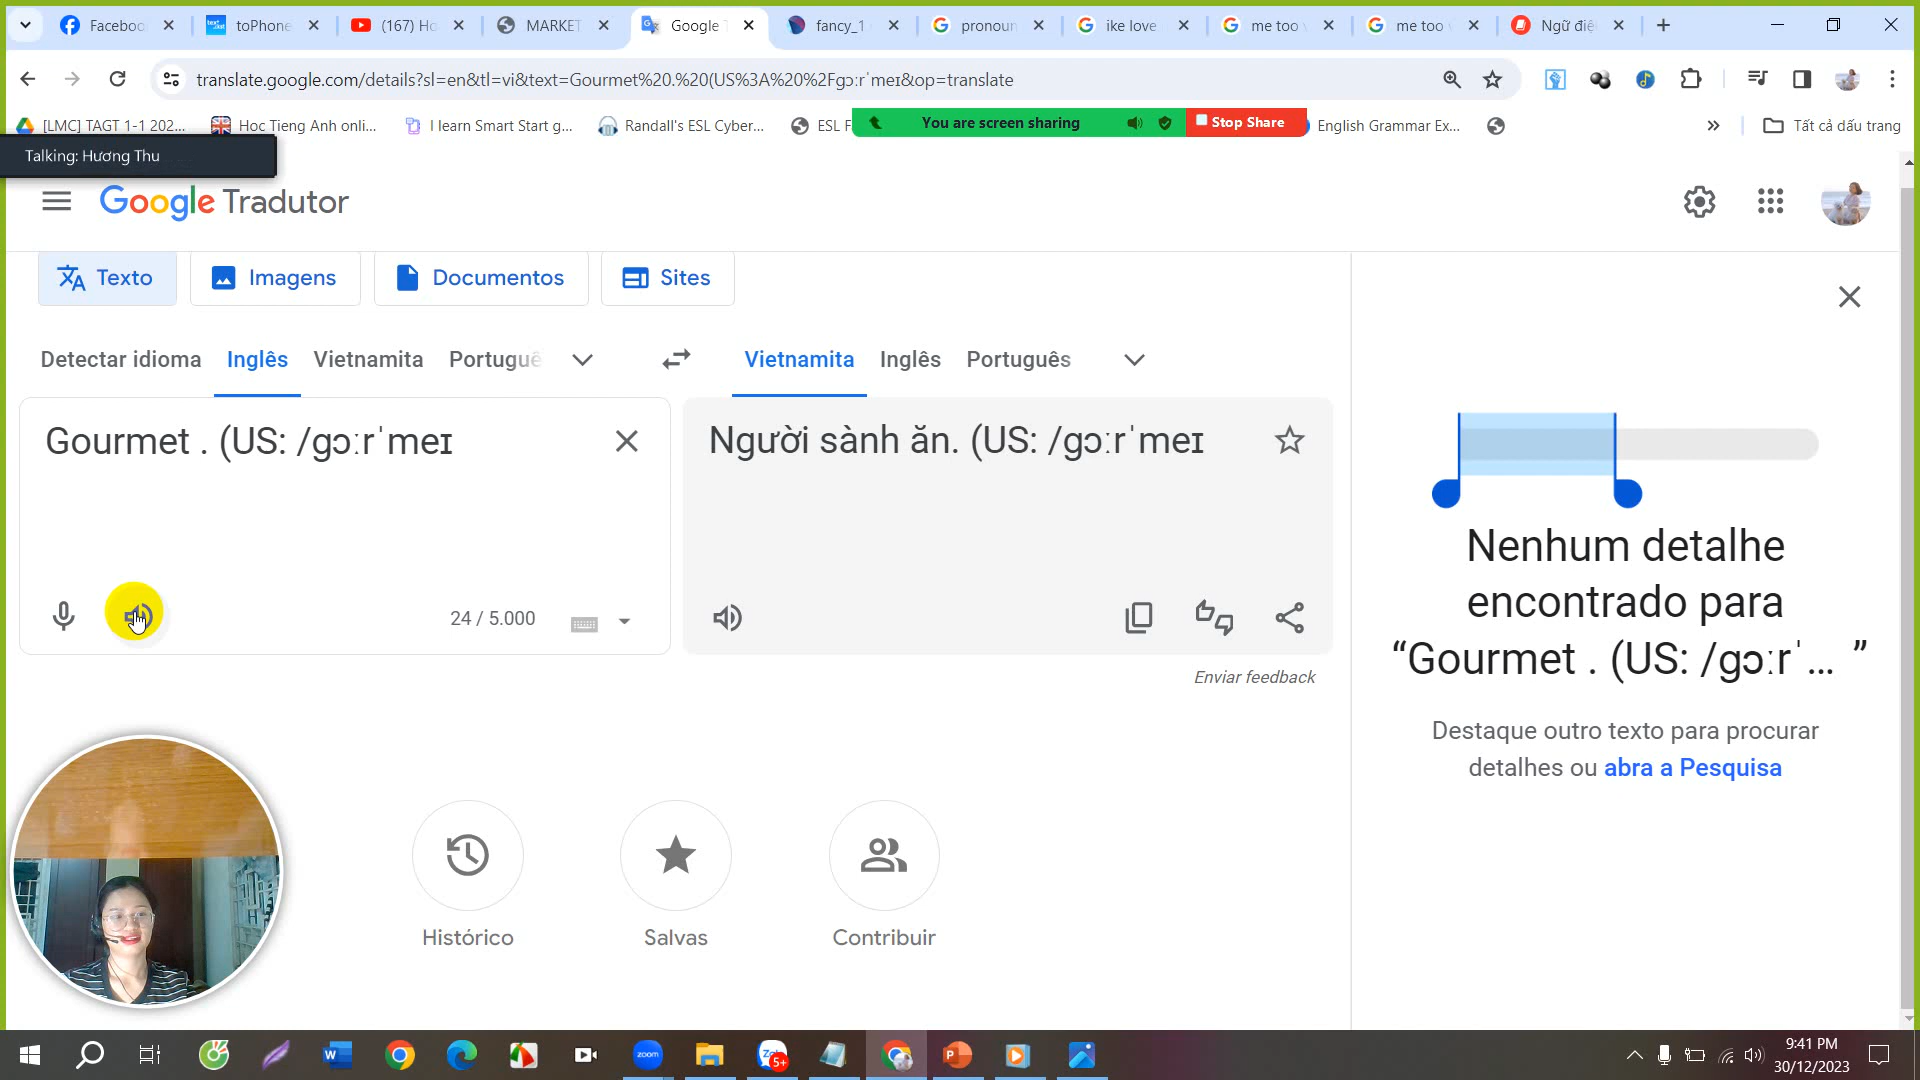 Faceboo
toPhone
(167) Ho
MARKET
Google T
fancy_1
pronoun
ike love
me too v
me too v
Ngữ điệ
translate.google.com/details?sl=en&tl=vi&text=Gourmet%20.%20(US%3A%20%2Fgɔːrˈmeɪ&op=translate
[LMC] TAGT 1-1 202...
Hoc Tieng Anh onli...
I learn Smart Start g...
Randall's ESL Cyber...
ESL F
You are screen sharing
Stop Share
English Grammar Ex...
Tất cả dấu trang
Talking: Hương Thu
Google Tradutor
Texto
Imagens
Documentos
Sites
Detectar idioma
Inglês
Vietnamita
Portuguê
Vietnamita
Inglês
Português
Gourmet . (US: /gɔːrˈmeɪ
Người sành ăn. (US: /gɔːrˈmeɪ
24 / 5.000
Enviar feedback
Nenhum detalhe
encontrado para
“Gourmet . (US: /gɔːrˈ... ”
Destaque outro texto para procurar
detalhes ou abra a Pesquisa
Histórico
Salvas
Contribuir
zoom
5+
9:41 PM
30/12/2023